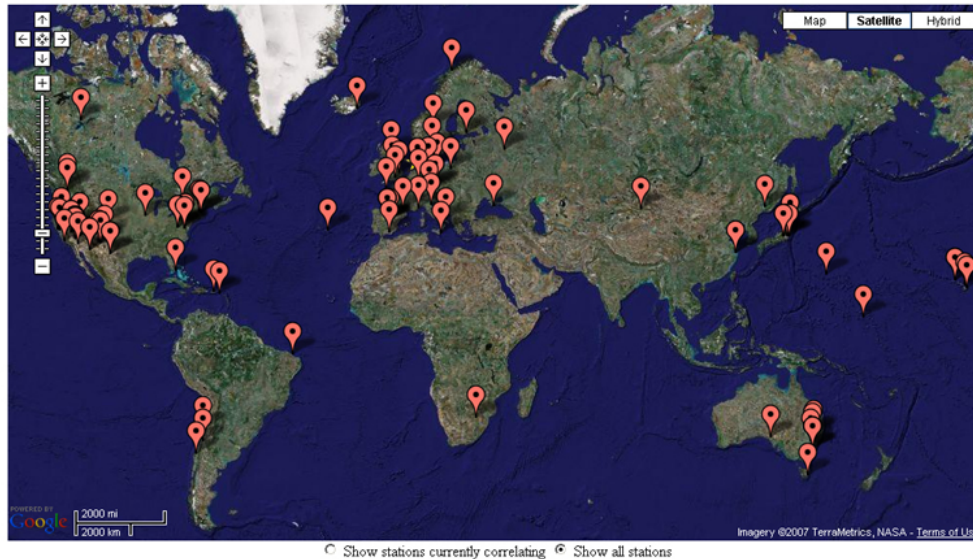 Map Satellite Hybrid
POWERED BY
Google
2000 mi
2000 km
Imagery ©2007 TerraMetrics, NASA - Terms of Us
Show stations currently correlating Show all stations